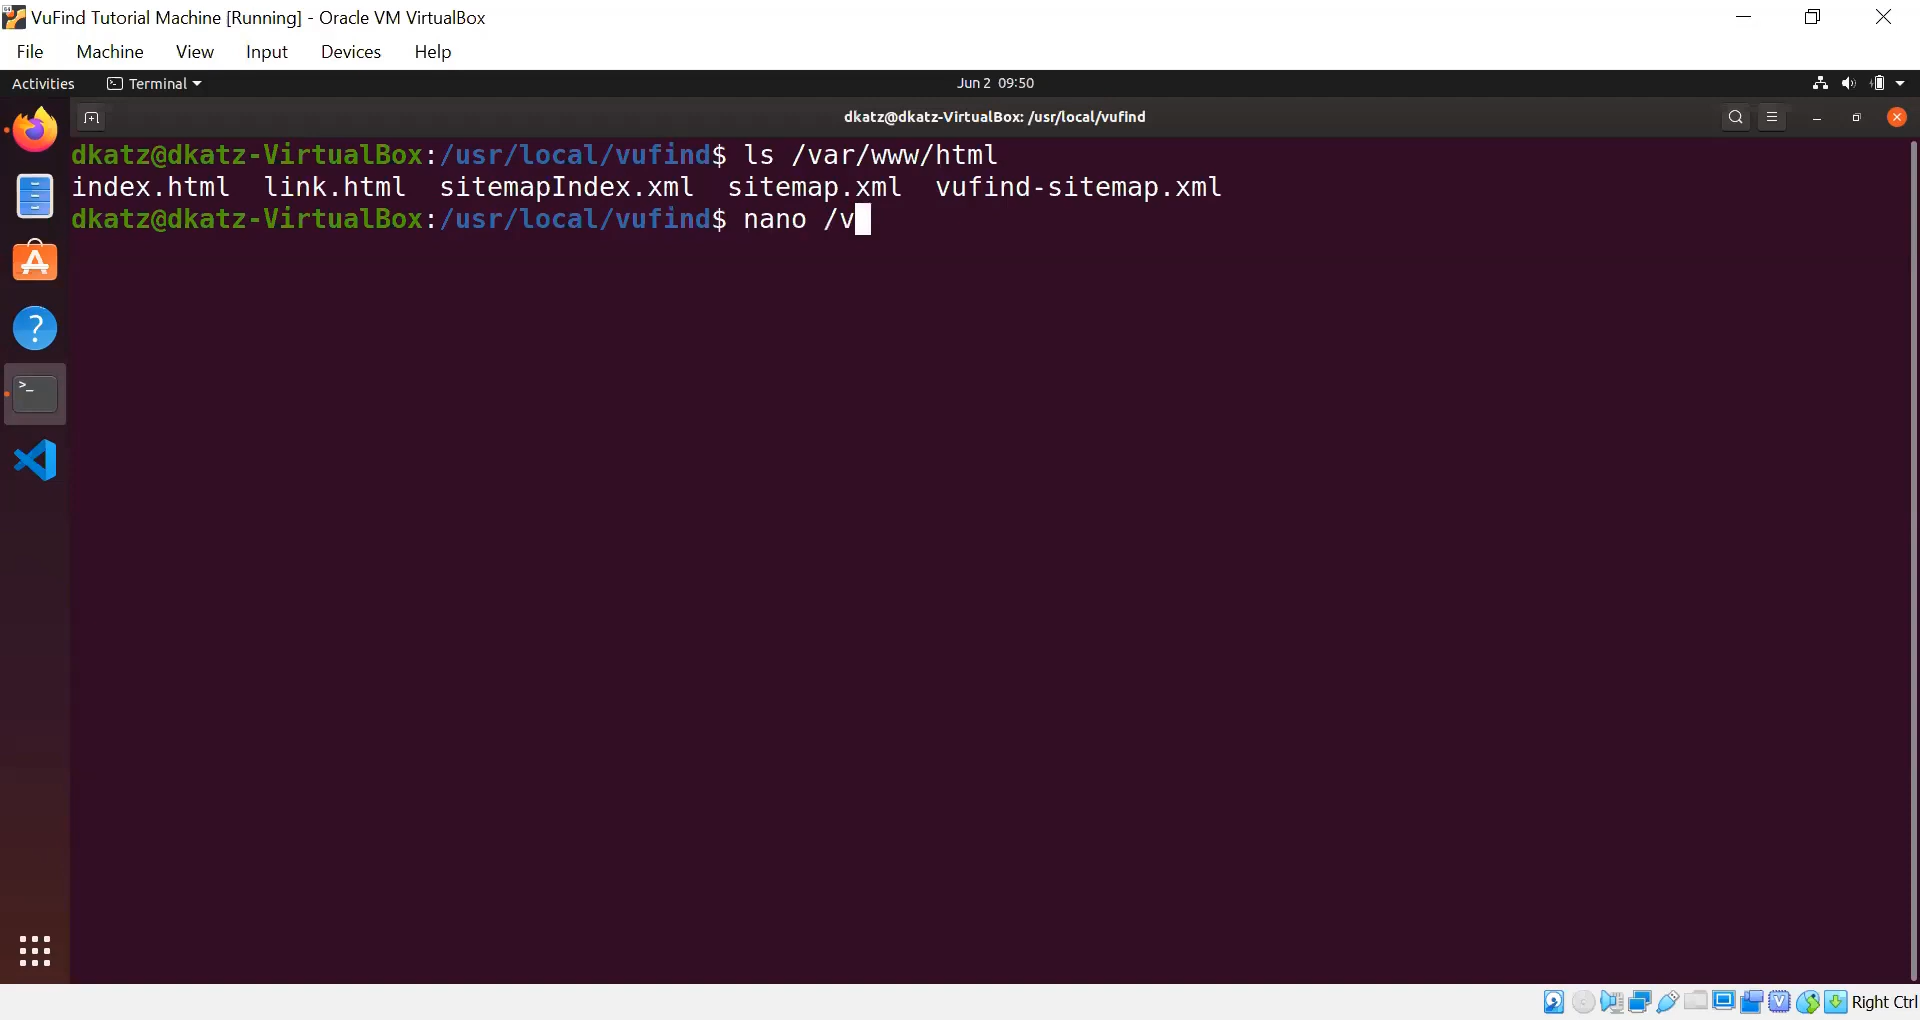 VuFind Tutorial Machine [Running] - Oracle VM VirtualBox
File Machine View Input Devices Help
Activities Terminal Jun 2 09:50
dkatz@dkatz-VirtualBox: /usr/local/vufind
dkatz@dkatz-VirtualBox:/usr/local/vufind$ ls /var/www/html
index.html link.html sitemapIndex.xml sitemap.xml vufind-sitemap.xml
dkatz@dkatz-VirtualBox:/usr/local/vufind$ nano /v
Right Ctrl